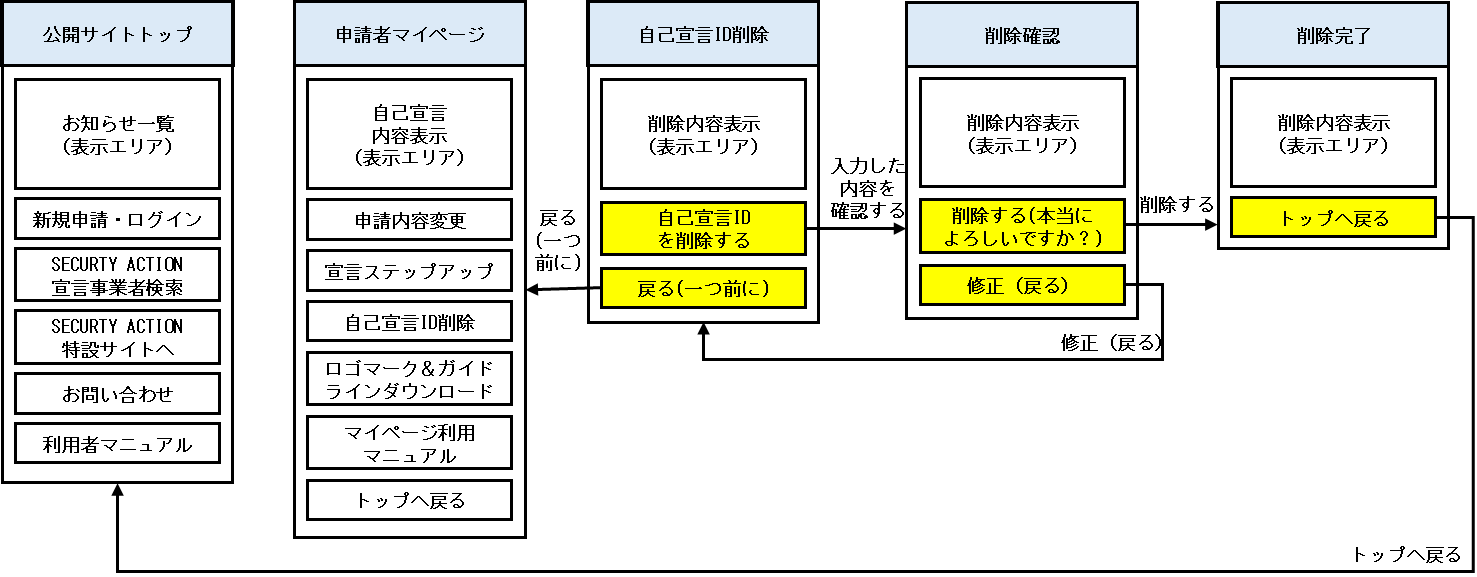 公開サイトトップ
お知らせ一覧
(表示エリア)
新規申請・ログイン
SECURTY ACTION
宣言事業者検索
SECURTY ACTION
特設サイトへ
お問い合わせ
利用者マニュアル
申請者マイページ
自己宣言
内容表示
(表示エリア)
申請内容変更
宣言ステップアップ
自己宣言ID削除
ロゴマーク＆ガイド
ラインダウンロード
マイページ利用
マニュアル
トップへ戻る
戻る
(一つ
前に)
自己宣言ID削除
削除内容表示
(表示エリア)
自己宣言ID
を削除する
戻る(一つ前に)
入力した
内容を
確認する
削除確認
削除内容表示
(表示エリア)
削除する(本当に
よろしいですか？)
修正（戻る）
修正（戻る）
削除する
削除完了
削除内容表示
(表示エリア)
トップへ戻る
トップへ戻る